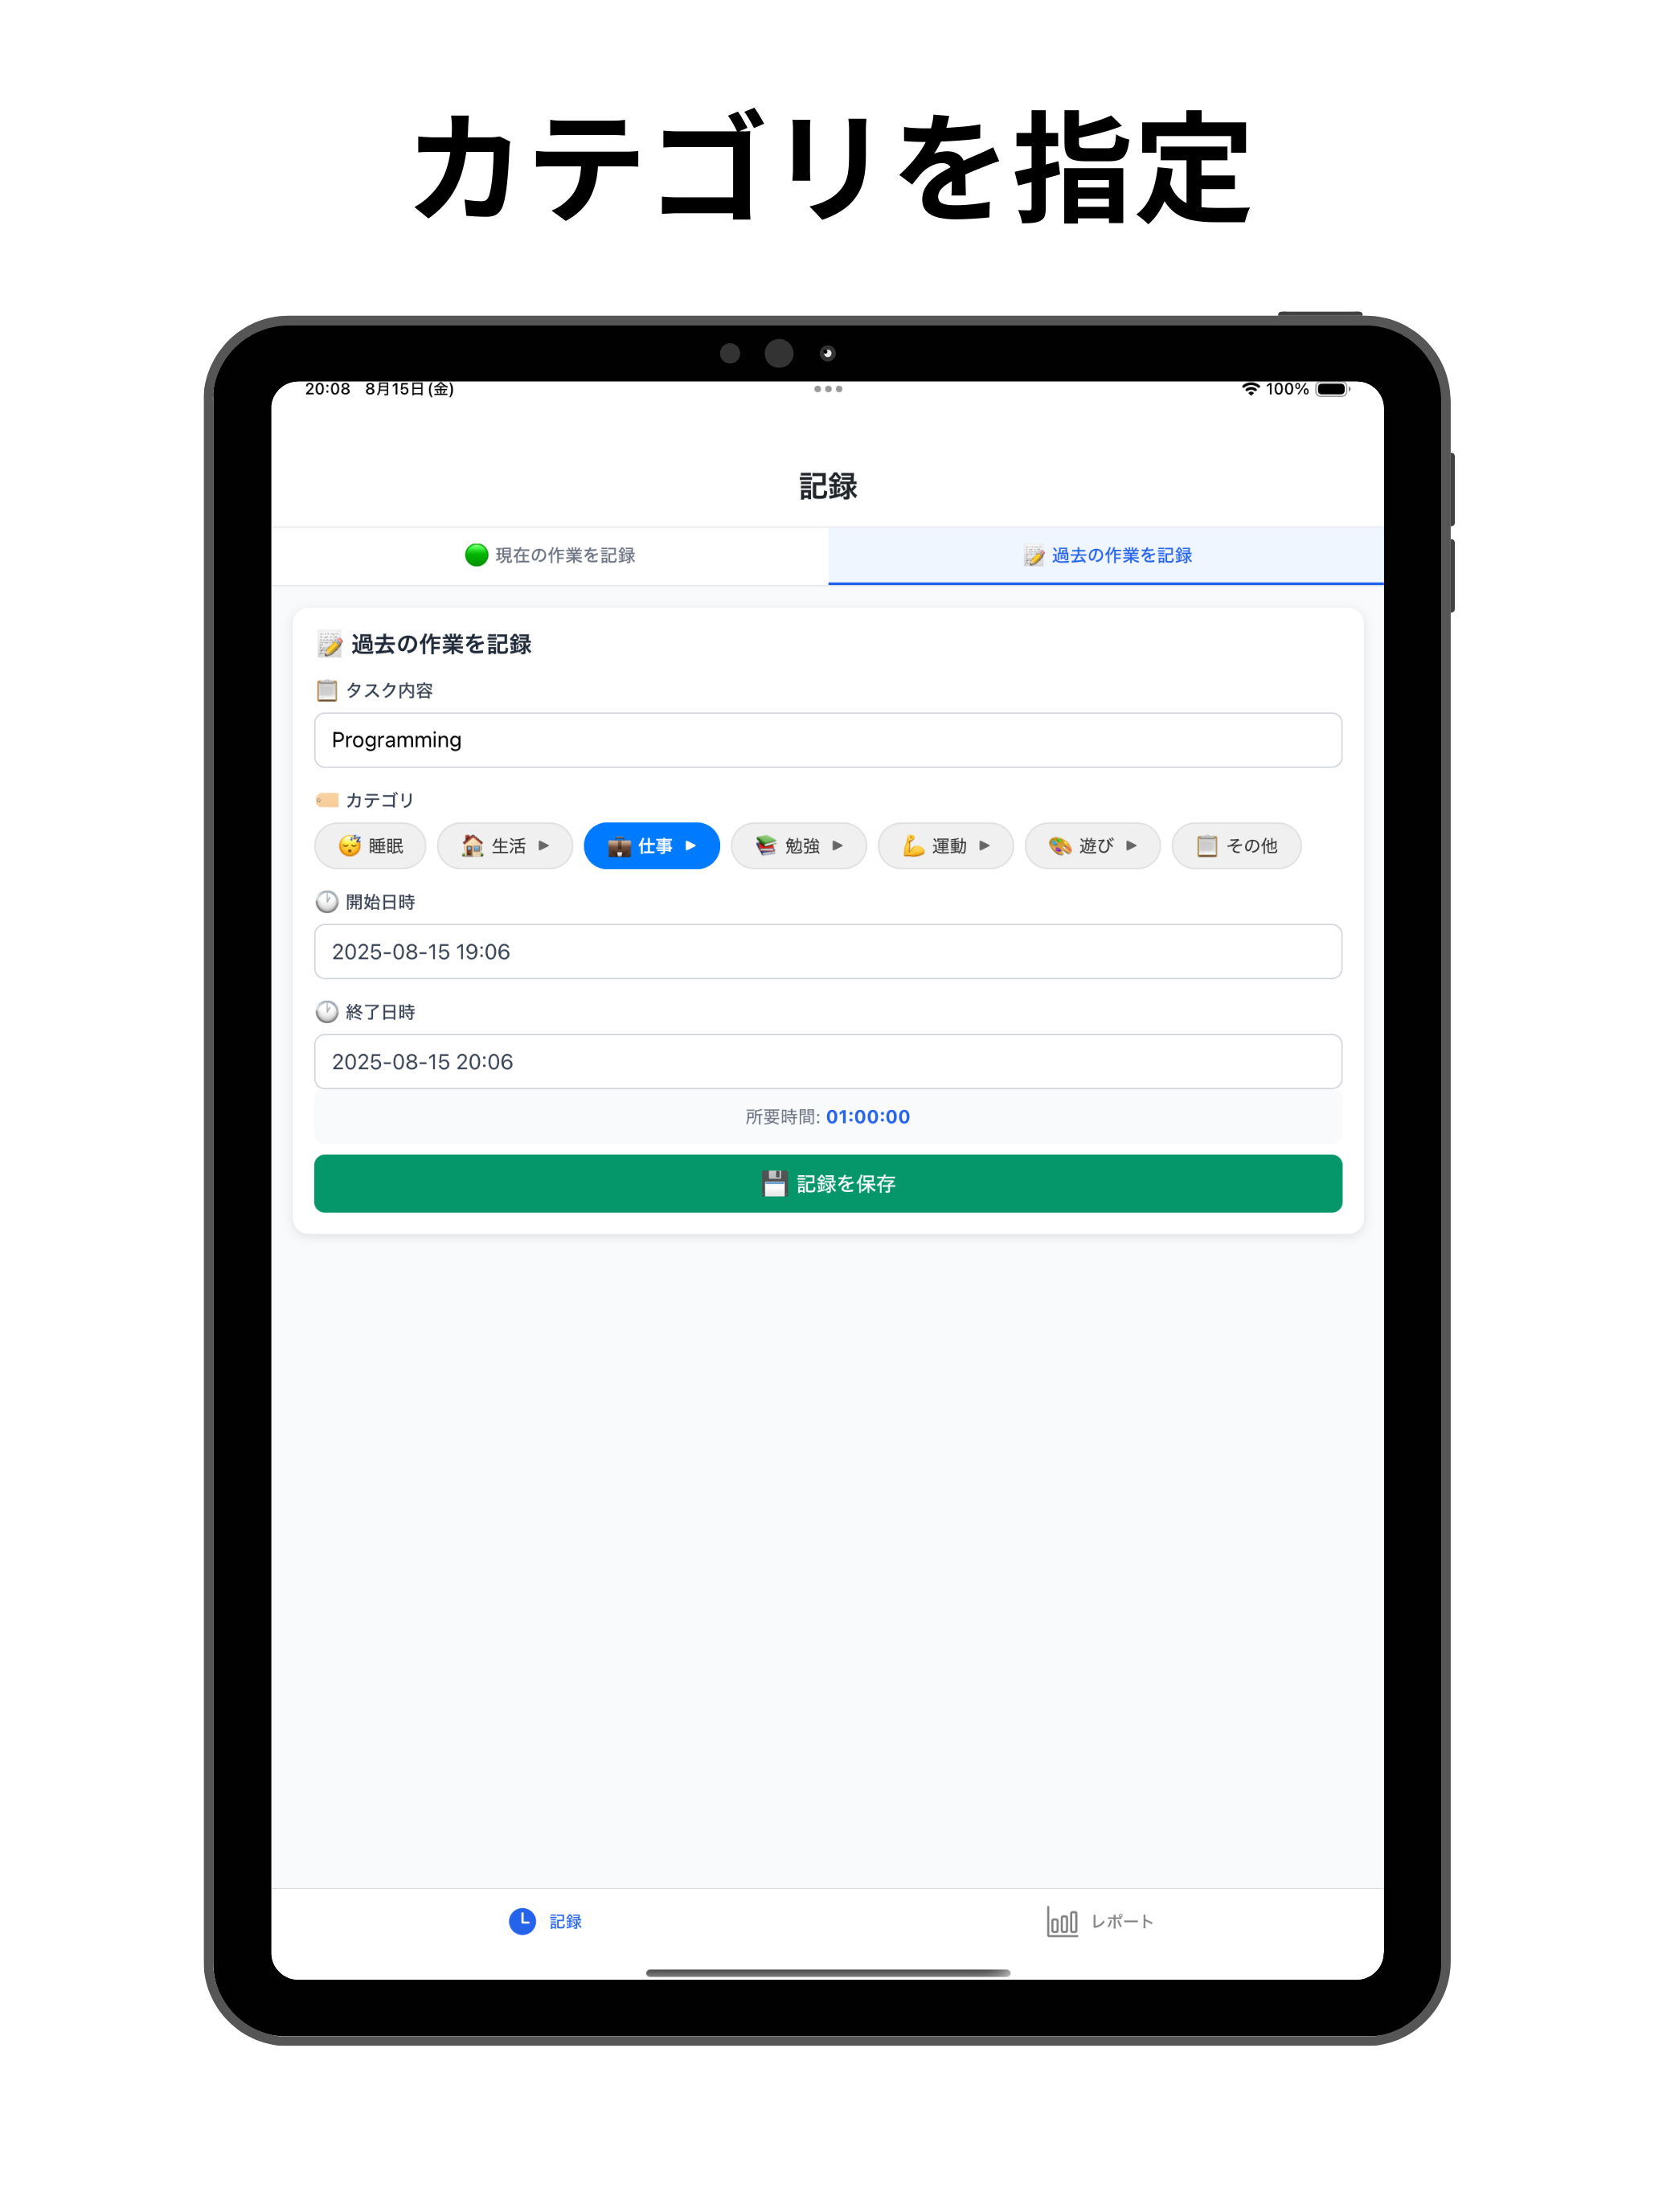 カテゴリを指定
20:08 8月15日(金)
100%
記録
現在の作業を記録
過去の作業を記録
過去の作業を記録
タスク内容
Programming
カテゴリ
睡眠 生活 ▶ 仕事 ▶ 勉強 ▶ 運動 ▶ 遊び ▶ その他
開始日時
2025-08-15 19:06
終了日時
2025-08-15 20:06
所要時間: 01:00:00
記録を保存
記録
レポート